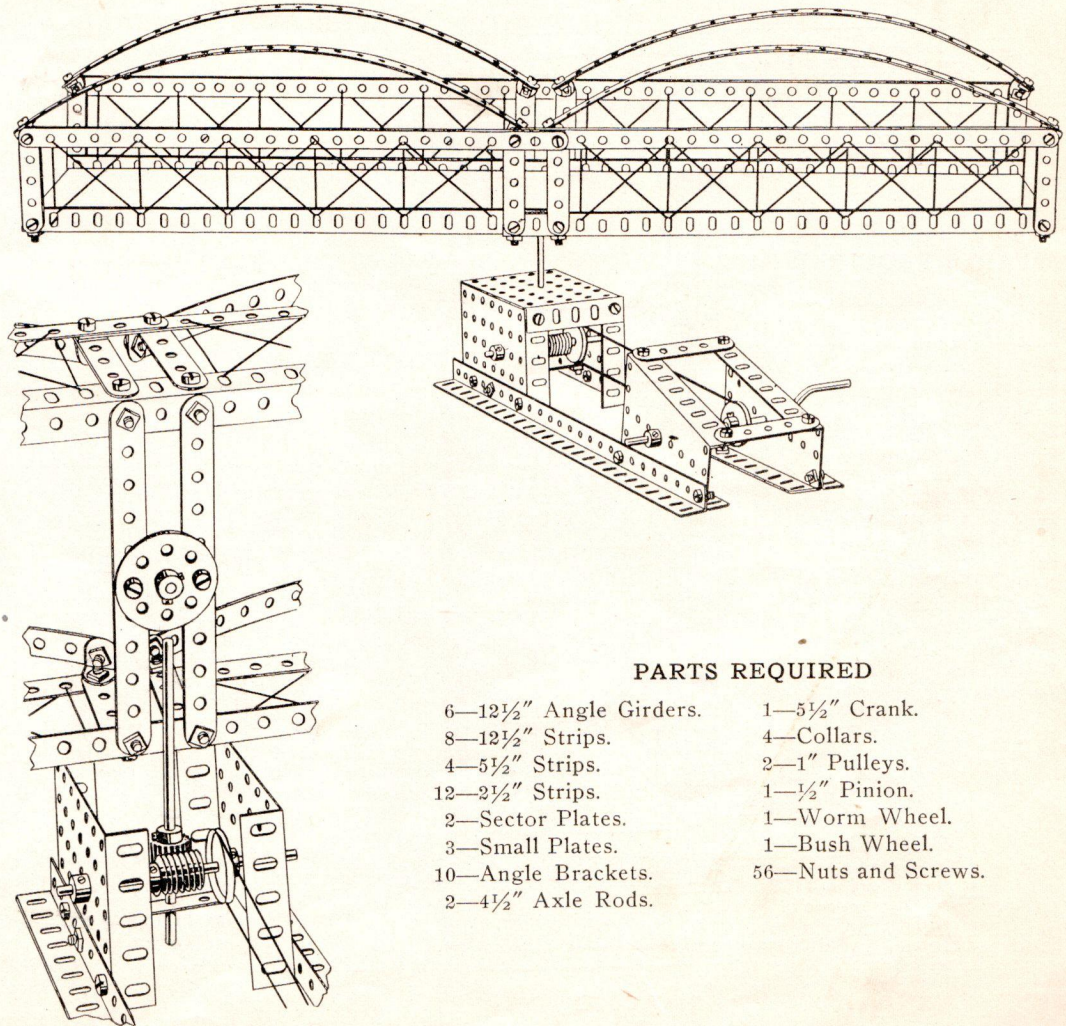 PARTS REQUIRED
6—12½″ Angle Girders.
8—12½″ Strips.
4—5½″ Strips.
12—2½″ Strips.
2—Sector Plates.
3—Small Plates.
10—Angle Brackets.
2—4½″ Axle Rods.
1—5½″ Crank.
4—Collars.
2—1″ Pulleys.
1—½″ Pinion.
1—Worm Wheel.
1—Bush Wheel.
56—Nuts and Screws.